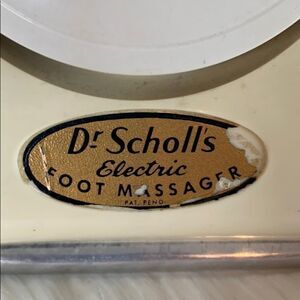 Dr Scholl's
Electric
FOOT MASSAGER
PAT. PEND.